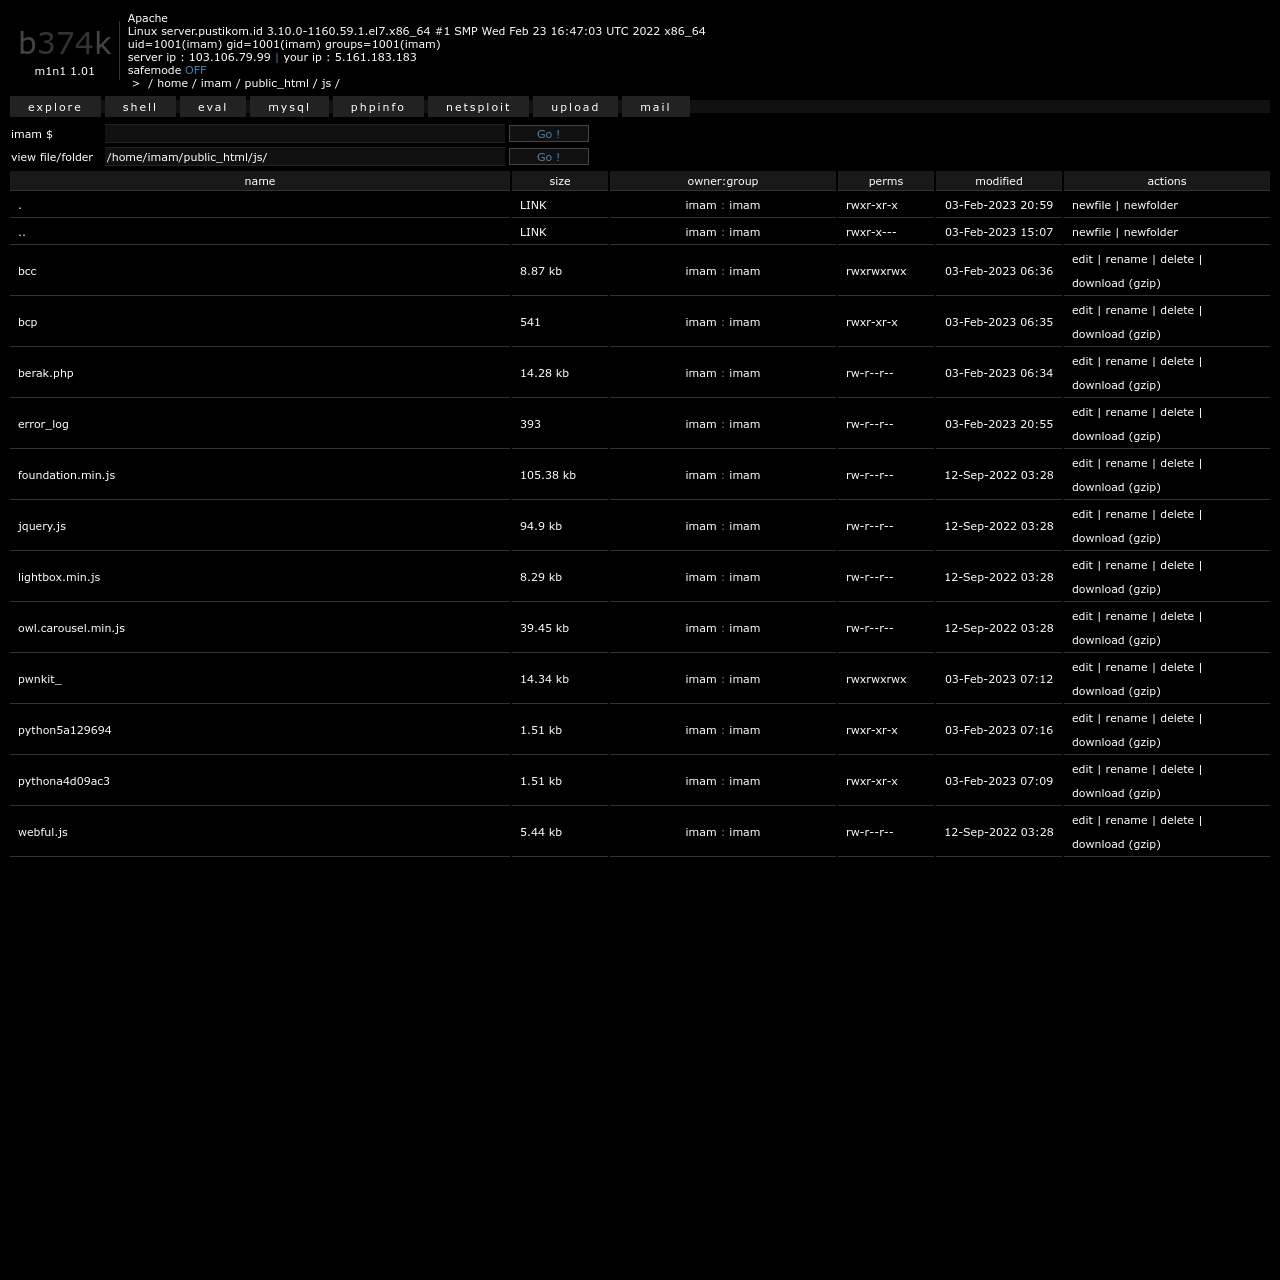 Apache
Linux server.pustikom.id 3.10.0-1160.59.1.el7.x86_64 #1 SMP Wed Feb 23 16:47:03 UTC 2022 x86_64
b374k
uid=1001(imam) gid=1001(imam) groups=1001(imam)
server ip : 103.106.79.99 | your ip : 5.161.183.183
m1n1 1.01
safemode OFF
> / home / imam / public_html / js /
explore shell eval mysql phpinfo netsploit upload mail
imam $ Go !
view file/folder /home/imam/public_html/js/ Go !
name size owner:group perms modified actions
. LINK imam : imam rwxr-xr-x 03-Feb-2023 20:59 newfile | newfolder
.. LINK imam : imam rwxr-x--- 03-Feb-2023 15:07 newfile | newfolder
bcc 8.87 kb imam : imam rwxrwxrwx 03-Feb-2023 06:36 edit | rename | delete |
download (gzip)
bcp 541 imam : imam rwxr-xr-x 03-Feb-2023 06:35 edit | rename | delete |
download (gzip)
berak.php 14.28 kb imam : imam rw-r--r-- 03-Feb-2023 06:34 edit | rename | delete |
download (gzip)
error_log 393 imam : imam rw-r--r-- 03-Feb-2023 20:55 edit | rename | delete |
download (gzip)
foundation.min.js 105.38 kb imam : imam rw-r--r-- 12-Sep-2022 03:28 edit | rename | delete |
download (gzip)
jquery.js 94.9 kb imam : imam rw-r--r-- 12-Sep-2022 03:28 edit | rename | delete |
download (gzip)
lightbox.min.js 8.29 kb imam : imam rw-r--r-- 12-Sep-2022 03:28 edit | rename | delete |
download (gzip)
owl.carousel.min.js 39.45 kb imam : imam rw-r--r-- 12-Sep-2022 03:28 edit | rename | delete |
download (gzip)
pwnkit_ 14.34 kb imam : imam rwxrwxrwx 03-Feb-2023 07:12 edit | rename | delete |
download (gzip)
python5a129694 1.51 kb imam : imam rwxr-xr-x 03-Feb-2023 07:16 edit | rename | delete |
download (gzip)
pythona4d09ac3 1.51 kb imam : imam rwxr-xr-x 03-Feb-2023 07:09 edit | rename | delete |
download (gzip)
webful.js 5.44 kb imam : imam rw-r--r-- 12-Sep-2022 03:28 edit | rename | delete |
download (gzip)